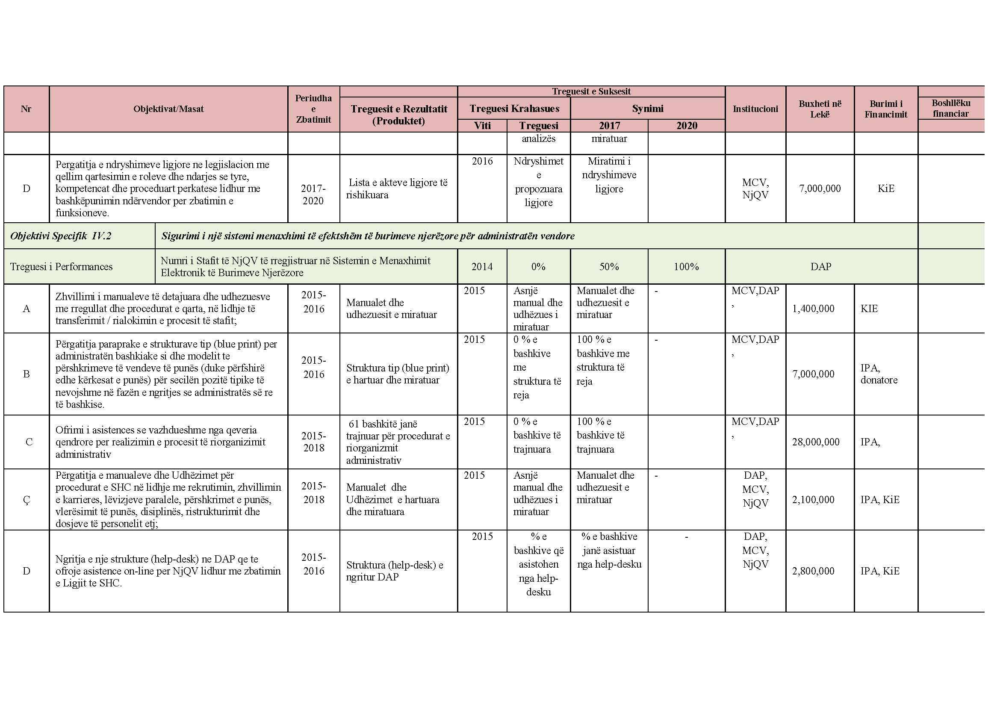 Nr
Objektivat/Masat
Periudha
e
Zbatimit
Treguesit e Rezultatit
(Produktet)
Treguesit e Suksesit
Treguesi Krahasues
Synimi
Viti
Treguesi
2017
2020
Institucioni
Buxheti në
Lekë
Burimi i
Financimit
Boshllëku
financiar
analizës
miratuar
D
Pergatitja e ndryshimeve ligjore ne legjislacion me
qellim qartesimin e roleve dhe ndarjes se tyre,
kompetencat dhe proceduart perkatese lidhur me
bashkëpunimin ndërvendor per zbatimin e
funksioneve.
2017-
2020
Lista e akteve ligjore të
rishikuara
2016
Ndryshimet
e
propozuara
ligjore
Miratimi i
ndryshimeve
ligjore
MCV,
NjQV
7,000,000
KiE
Objektivi Specifik  IV.2
Sigurimi i një sistemi menaxhimi të efektshëm të burimeve njerëzore për administratën vendore
Treguesi i Performances
Numri i Stafit të NjQV të rregjistruar në Sistemin e Menaxhimit
Elektronik të Burimeve Njerëzore
2014
0%
50%
100%
DAP
A
Zhvillimi i manualeve të detajuara dhe udhezuesve
me rregullat dhe procedurat e qarta, në lidhje të
transferimit / rialokimin e procesit të stafit;
2015-
2016
Manualet dhe
udhezuesit e miratuar
2015
Asnjë
manual dhe
udhëzues i
miratuar
Manualet dhe
udhezuesit e
miratuar
-
MCV,DAP
,
1,400,000
KIE
B
Përgatitja paraprake e strukturave tip (blue print) per
administratën bashkiake si dhe modelit te
përshkrimeve të vendeve të punës (duke përfshirë
edhe kërkesat e punës) për secilën pozitë tipike të
nevojshme në fazën e ngritjes se administratës së re
të bashkise.
2015-
2016
Struktura tip (blue print)
e hartuar dhe miratuar
2015
0 % e
bashkive
me
struktura të
reja
100 % e
bashkive me
struktura të
reja
-
MCV,DAP
,
7,000,000
IPA,
donatore
C
Ofrimi i asistences se vazhdueshme nga qeveria
qendrore per realizimin e procesit të riorganizimit
administrativ
2015-
2018
61 bashkitë janë
trajnuar për procedurat e
riorganizmit
administrativ
2015
0 % e
bashkive të
trajnuara
100 % e
bashkive të
trajnuara
MCV,DAP
,
28,000,000
IPA,
Ç
Përgatitja e manualeve dhe Udhëzimet për
procedurat e SHC në lidhje me rekrutimin, zhvillimin
e karrieres, lëvizjeve paralele, përshkrimet e punës,
vlerësimit të punës, disiplinës, ristrukturimit dhe
dosjeve të personelit etj;
2015-
2018
Manualet  dhe
Udhëzimet  e hartuara
dhe miratuara
2015
Asnjë
manual dhe
udhëzues i
miratuar
Manualet dhe
udhezuesit e
miratuar
-
DAP,
MCV,
NjQV
2,100,000
IPA, KiE
D
Ngritja e nje strukture (help-desk) ne DAP qe te
ofroje asistence on-line per NjQV lidhur me zbatimin
e Ligjit te SHC.
2015-
2016
Struktura (help-desk) e
ngritur DAP
2015
% e
bashkive që
asistohen
nga help-
desku
% e bashkive
janë asistuar
nga help-desku
-
DAP,
MCV,
NjQV
2,800,000
IPA, KiE